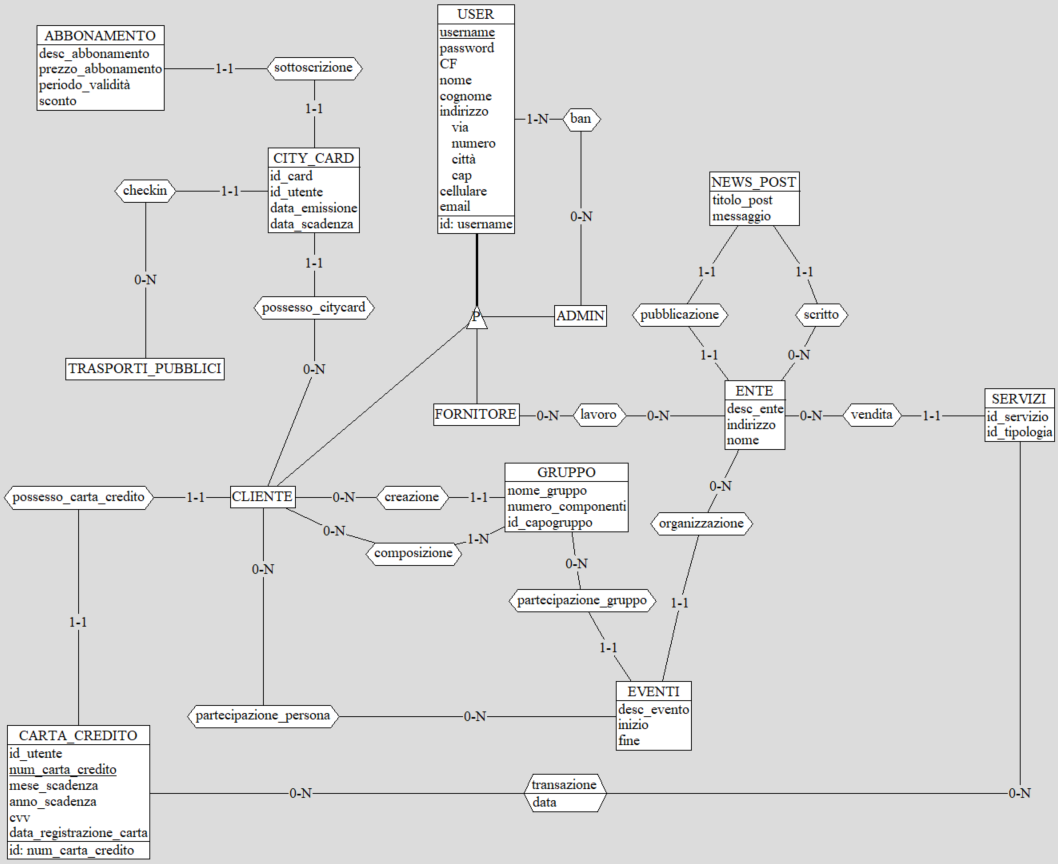 USER
username
password
CF
nome
cognome
indirizzo
via
numero
città
cap
cellulare
email
id: username
ABBONAMENTO
desc_abbonamento
prezzo_abbonamento
periodo_validità
sconto
1-1
sottoscrizione
1-1
1-N
ban
0-N
CITY_CARD
id_card
id_utente
data_emissione
data_scadenza
checkin
1-1
0-N
1-1
possesso_citycard
0-N
TRASPORTI_PUBBLICI
NEWS_POST
titolo_post
messaggio
1-1
1-1
pubblicazione
scritto
1-1
0-N
P
ADMIN
FORNITORE
0-N
lavoro
0-N
ENTE
desc_ente
indirizzo
nome
0-N
vendita
1-1
SERVIZI
id_servizio
id_tipologia
possesso_carta_credito
1-1
CLIENTE
0-N
creazione
1-1
GRUPPO
nome_gruppo
numero_componenti
id_capogruppo
0-N
composizione
1-N
0-N
organizzazione
0-N
0-N
partecipazione_gruppo
1-1
1-1
1-1
EVENTI
desc_evento
inizio
fine
partecipazione_persona
0-N
CARTA_CREDITO
id_utente
num_carta_credito
mese_scadenza
anno_scadenza
cvv
data_registrazione_carta
id: num_carta_credito
0-N
transazione
data
0-N